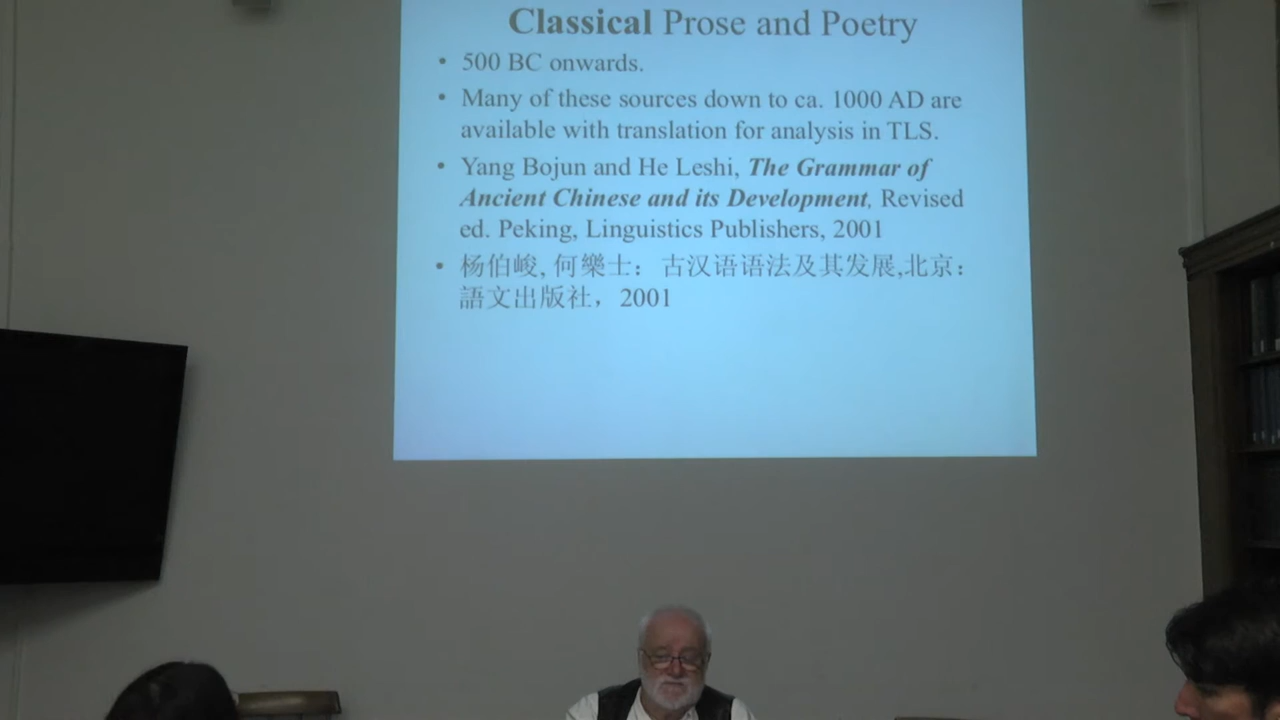 Classical Prose and Poetry
• 500 BC onwards.
• Many of these sources down to ca. 1000 AD are
available with translation for analysis in TLS.
• Yang Bojun and He Leshi, The Grammar of
Ancient Chinese and its Development, Revised
ed. Peking, Linguistics Publishers, 2001
• 杨伯峻, 何樂士： 古汉语语法及其发展,北京：
語文出版社，2001